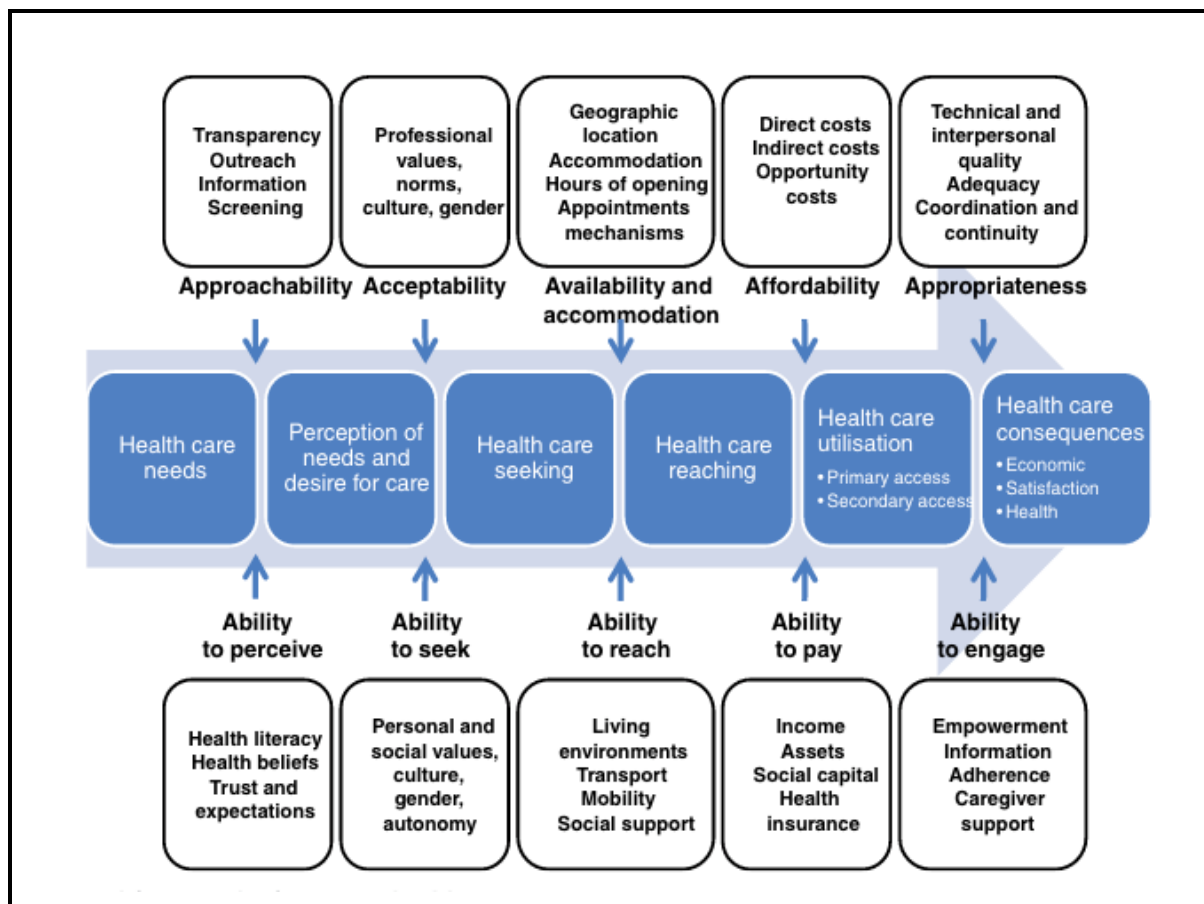 Transparency
Outreach
Information
Screening
Professional
values,
norms,
culture, gender
Geographic
location
Accommodation
Hours of opening
Appointments
mechanisms
Direct costs
Indirect costs
Opportunity
costs
Technical and
interpersonal
quality
Adequacy
Coordination and
continuity
Approachability
Acceptability
Availability and
accommodation
Affordability
Appropriateness
Health care
needs
Perception of
needs and
desire for care
Health care
seeking
Health care
reaching
Health care
utilisation
• Primary access
• Secondary access
Health care
consequences
• Economic
• Satisfaction
• Health
Ability
to perceive
Ability
to seek
Ability
to reach
Ability
to pay
Ability
to engage
Health literacy
Health beliefs
Trust and
expectations
Personal and
social values,
culture,
gender,
autonomy
Living
environments
Transport
Mobility
Social support
Income
Assets
Social capital
Health
insurance
Empowerment
Information
Adherence
Caregiver
support